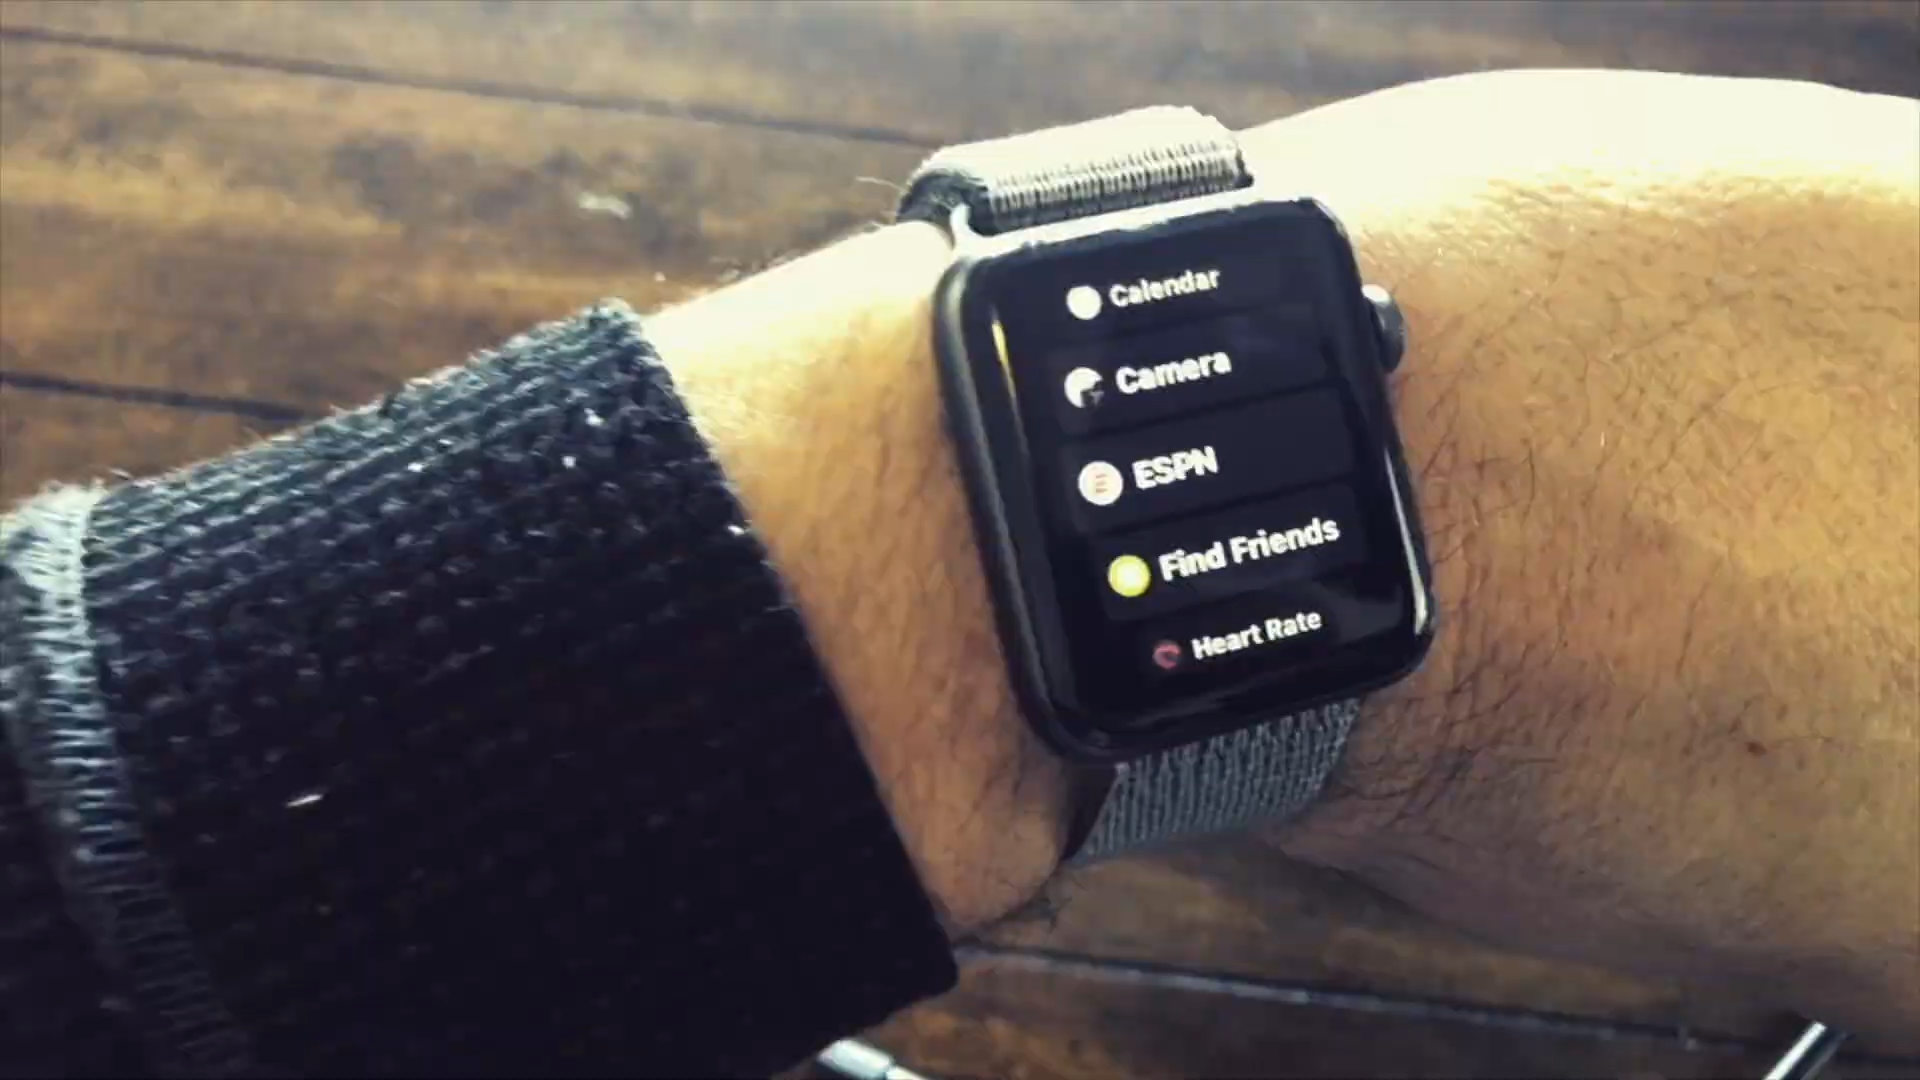 Calendar
Camera
ESPN
Find Friends
Heart Rate